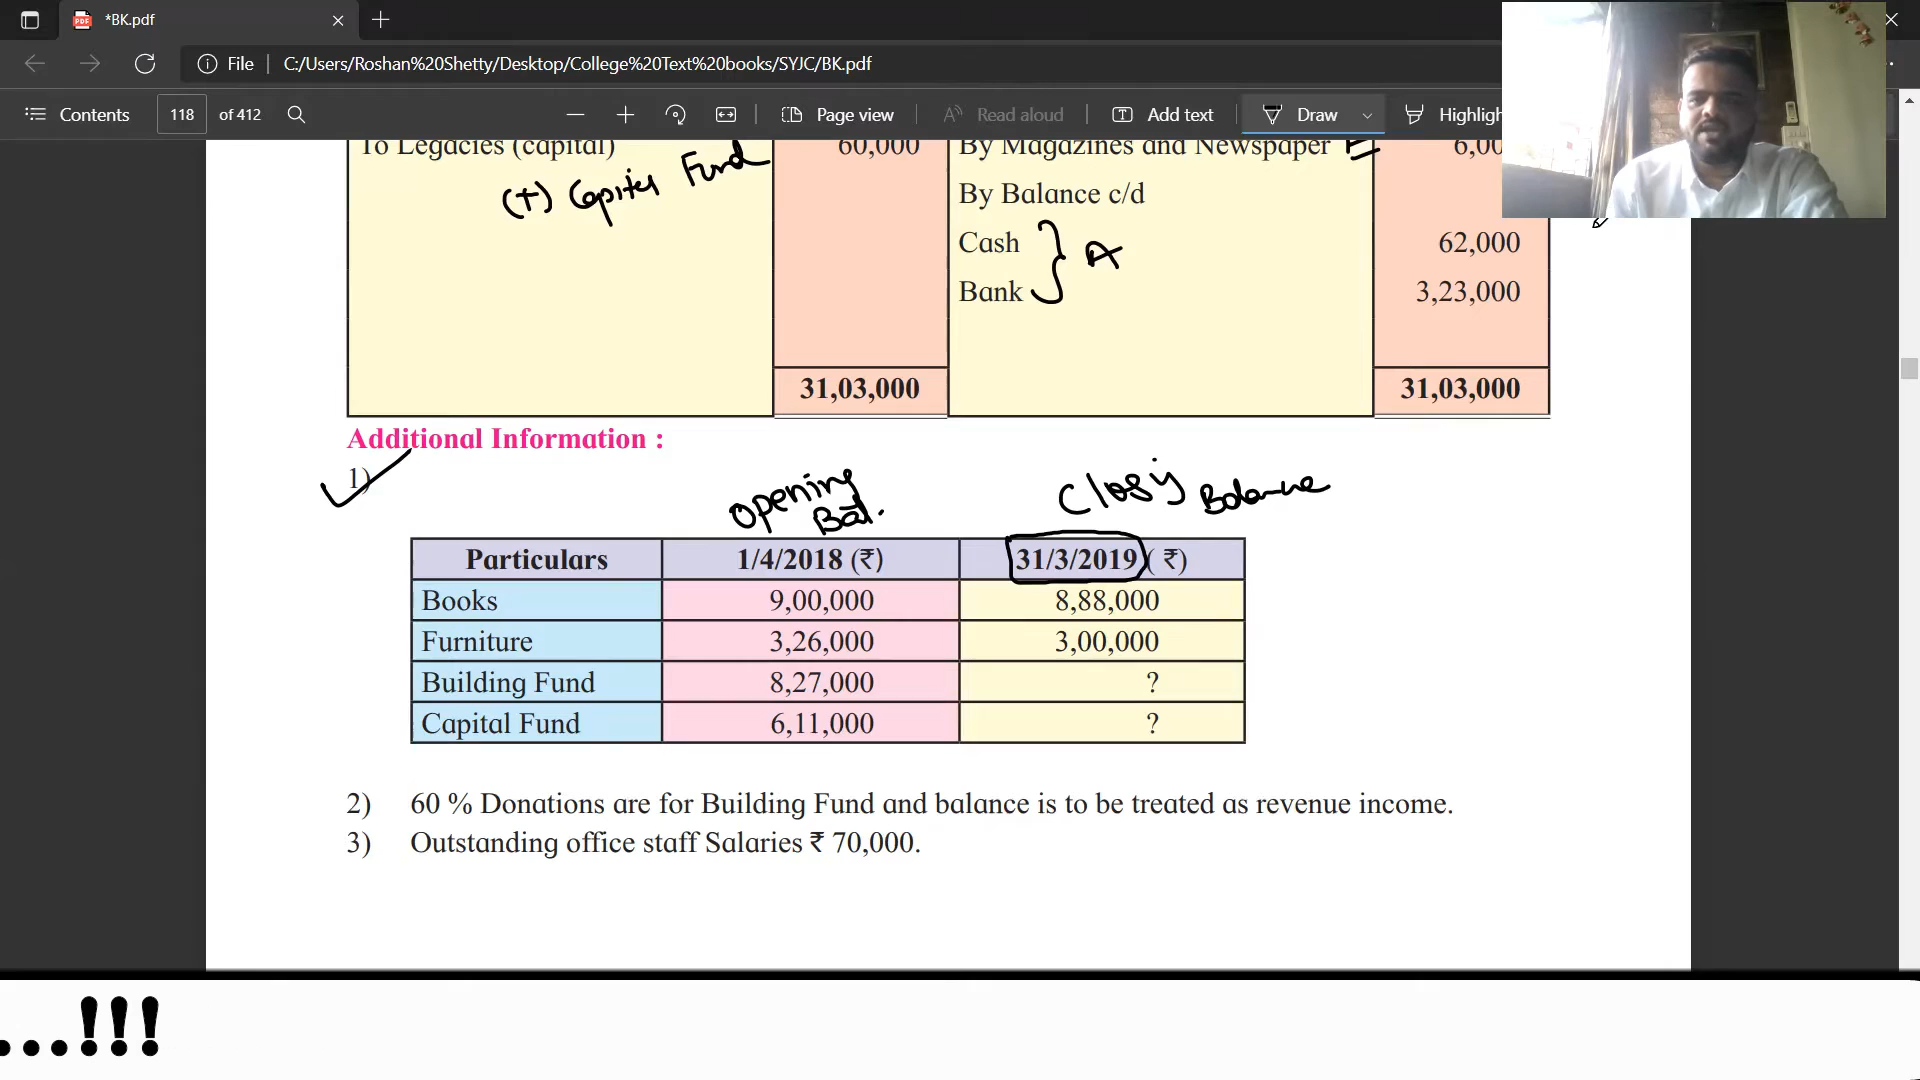 *BK.pdf
File C:/Users/Roshan%20Shetty/Desktop/College%20Text%20books/SYJC/BK.pdf
Contents 118 of 412 Page view Read aloud Add text Draw Highligh
To Legacies (capital) 60,000 By Magazines and Newspaper 6,00
(+) Capital Fund By Balance c/d
Cash } A 62,000
Bank 3,23,000
31,03,000 31,03,000
Additional Information :
1)
Opening Bal. Closiy Balance
Particulars 1/4/2018 (₹) 31/3/2019 ( ₹)
Books 9,00,000 8,88,000
Furniture 3,26,000 3,00,000
Building Fund 8,27,000 ?
Capital Fund 6,11,000 ?
2) 60 % Donations are for Building Fund and balance is to be treated as revenue income.
3) Outstanding office staff Salaries ₹ 70,000.
...!!!